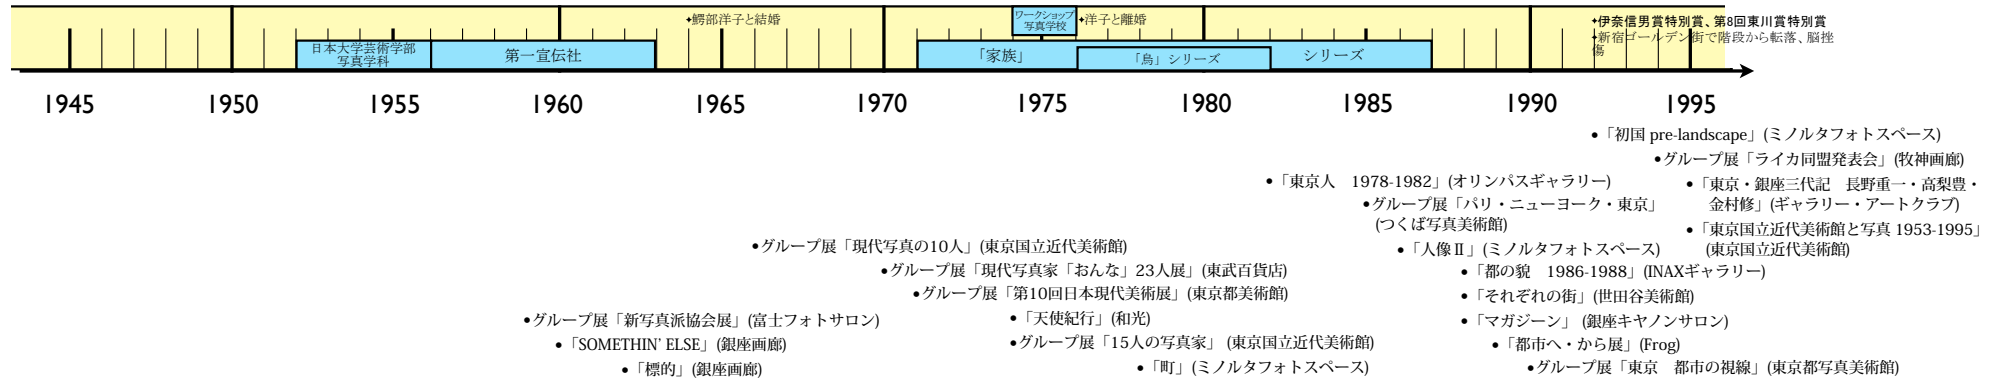 鰐部洋子と結婚
ワークショップ
写真学校
洋子と離婚
伊奈信男賞特別賞、第8回東川賞特別賞
新宿ゴールデン街で階段から転落、脳挫
傷
日本大学芸術学部
写真学科
第一宣伝社
「家族」
「烏」シリーズ
シリーズ
1945
1950
1955
1960
1965
1970
1975
1980
1985
1990
1995
•「初国 pre-landscape」(ミノルタフォトスペース)
•グループ展「ライカ同盟発表会」(牧神画廊)
•「東京人　1978-1982」(オリンパスギャラリー)
•「東京・銀座三代記　長野重一・高梨豊・
金村修」(ギャラリー・アートクラブ)
•グループ展「パリ・ニューヨーク・東京」
(つくば写真美術館)
•「東京国立近代美術館と写真 1953-1995」
(東京国立近代美術館)
•グループ展「現代写真の10人」(東京国立近代美術館)
•「人像Ⅱ」(ミノルタフォトスペース)
•グループ展「現代写真家「おんな」23人展」(東武百貨店)
•「都の貌　1986-1988」(INAXギャラリー)
•グループ展「第10回日本現代美術展」(東京都美術館)
•「それぞれの街」(世田谷美術館)
•グループ展「新写真派協会展」(富士フォトサロン)
•「天使紀行」(和光)
•「マガジーン」 (銀座キヤノンサロン)
•「SOMETHIN' ELSE」(銀座画廊)
•グループ展「15人の写真家」 (東京国立近代美術館)
•「都市へ・から展」(Frog)
•「標的」(銀座画廊)
•「町」(ミノルタフォトスペース)
•グループ展「東京　都市の視線」(東京都写真美術館)